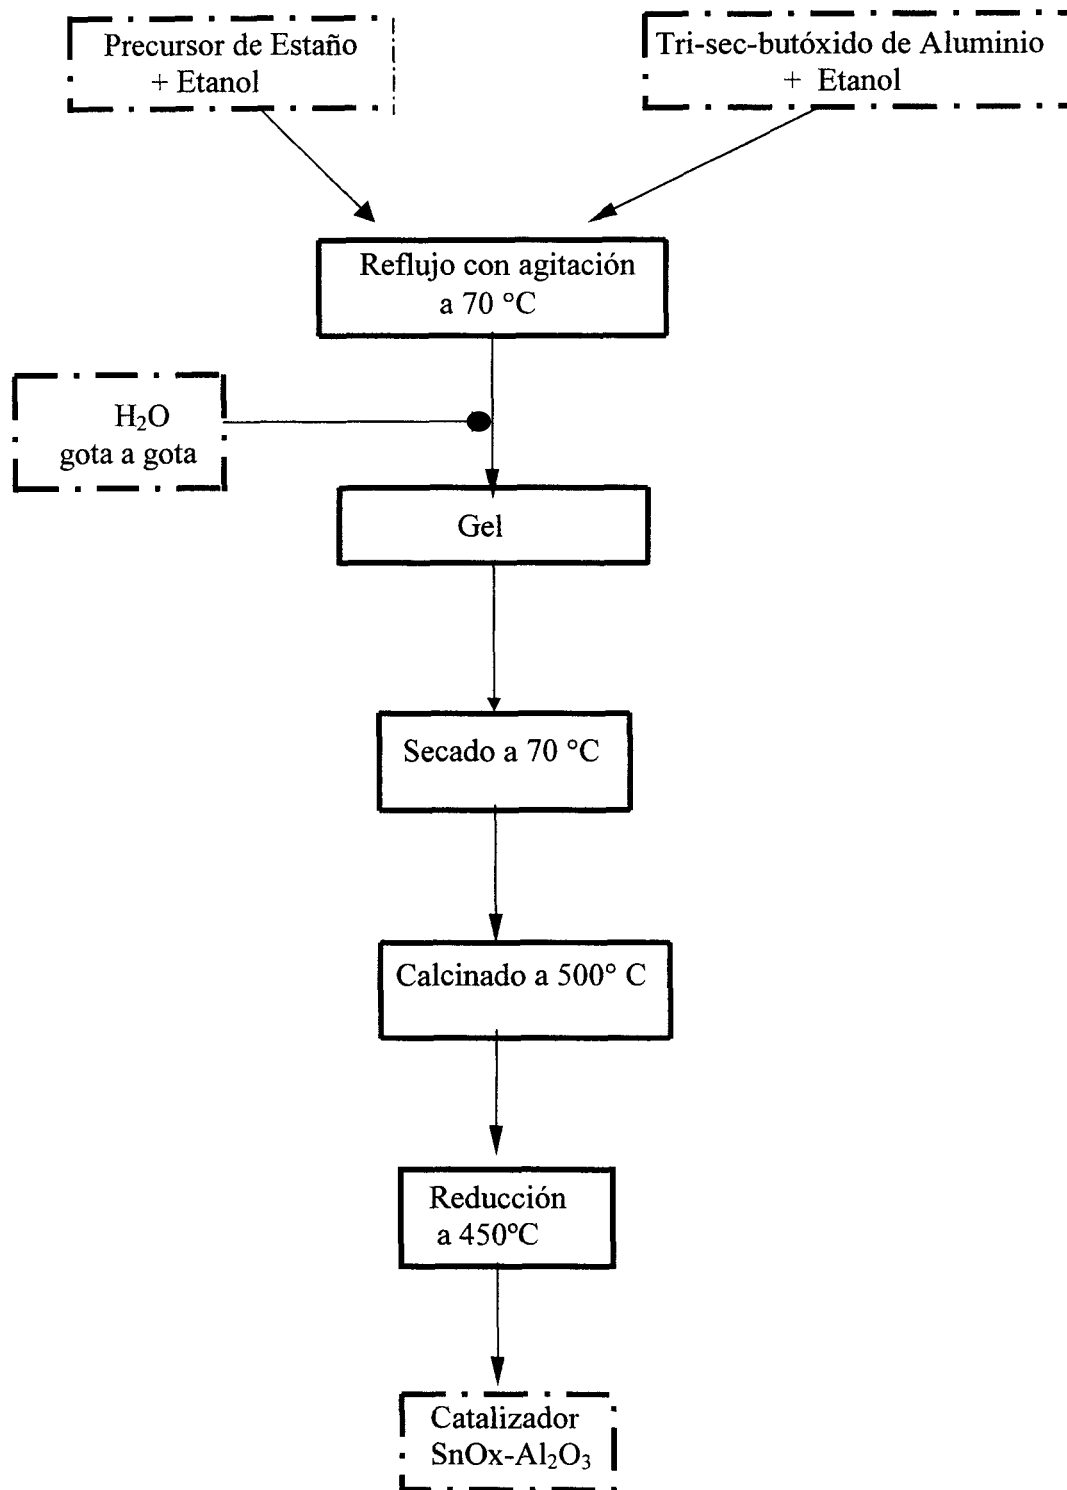 Precursor de Estaño
+ Etanol
Tri-sec-butóxido de Aluminio
+ Etanol
Reflujo con agitación
a 70 °C
H₂O
gota a gota
Gel
Secado a 70 °C
Calcinado a 500° C
Reducción
a 450ºC
Catalizador
SnOx-Al₂O₃